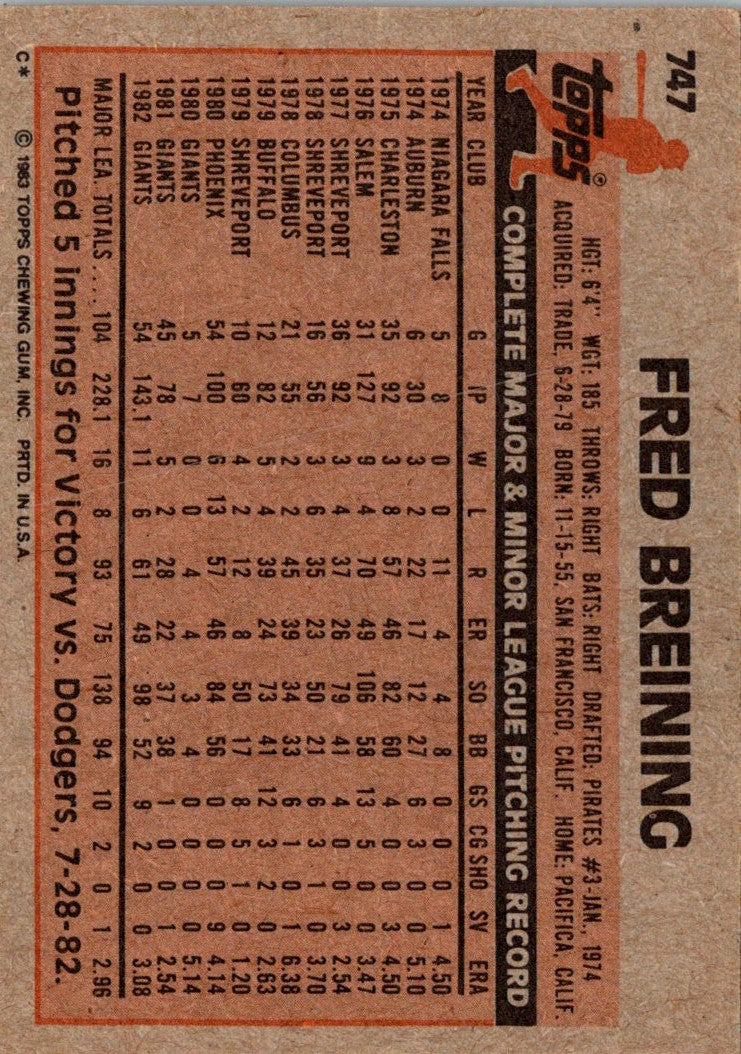 747
FRED BREINING
topps®
HGT: 6'4" WGT: 185 THROWS: RIGHT BATS: RIGHT DRAFTED: PIRATES #3-JAN., 1974
ACQUIRED: TRADE, 6-28-79 BORN: 11-15-55, SAN FRANCISCO, CALIF. HOME: PACIFICA, CALIF.
COMPLETE MAJOR & MINOR LEAGUE PITCHING RECORD
YEAR CLUB G IP W L R ER SO BB GS CG SHO SV ERA
1974 NIAGARA FALLS 5 8 0 0 11 4 4 8 0 0 0 1 4.50
1974 AUBURN 6 30 3 2 22 17 12 27 6 3 0 0 5.10
1975 CHARLESTON 35 92 3 8 57 46 82 60 4 0 0 3 4.50
1976 SALEM 31 127 9 4 70 49 106 58 13 5 0 0 3.47
1977 SHREVEPORT 36 92 3 4 37 26 79 41 4 0 0 3 2.54
1978 SHREVEPORT 16 56 3 6 35 23 50 21 6 3 1 0 3.70
1978 COLUMBUS 21 55 2 2 45 39 34 33 6 1 0 1 6.38
1979 BUFFALO 12 82 5 4 39 24 73 41 12 3 2 0 2.63
1979 SHREVEPORT 10 60 4 2 12 8 50 17 8 5 1 0 1.20
1980 PHOENIX 54 100 6 13 57 46 84 56 0 0 0 9 4.14
1980 GIANTS 5 7 0 0 4 4 3 4 0 0 0 0 5.14
1981 GIANTS 45 78 5 2 28 22 37 38 1 0 0 1 2.54
1982 GIANTS 54 143.1 11 6 61 49 98 52 9 2 0 0 3.08
MAJOR LEA. TOTALS.... 104 228.1 16 8 93 75 138 94 10 2 0 1 2.96
Pitched 5 innings for Victory vs. Dodgers, 7-28-82.
C* © 1983 TOPPS CHEWING GUM, INC. PRTD. IN U.S.A.